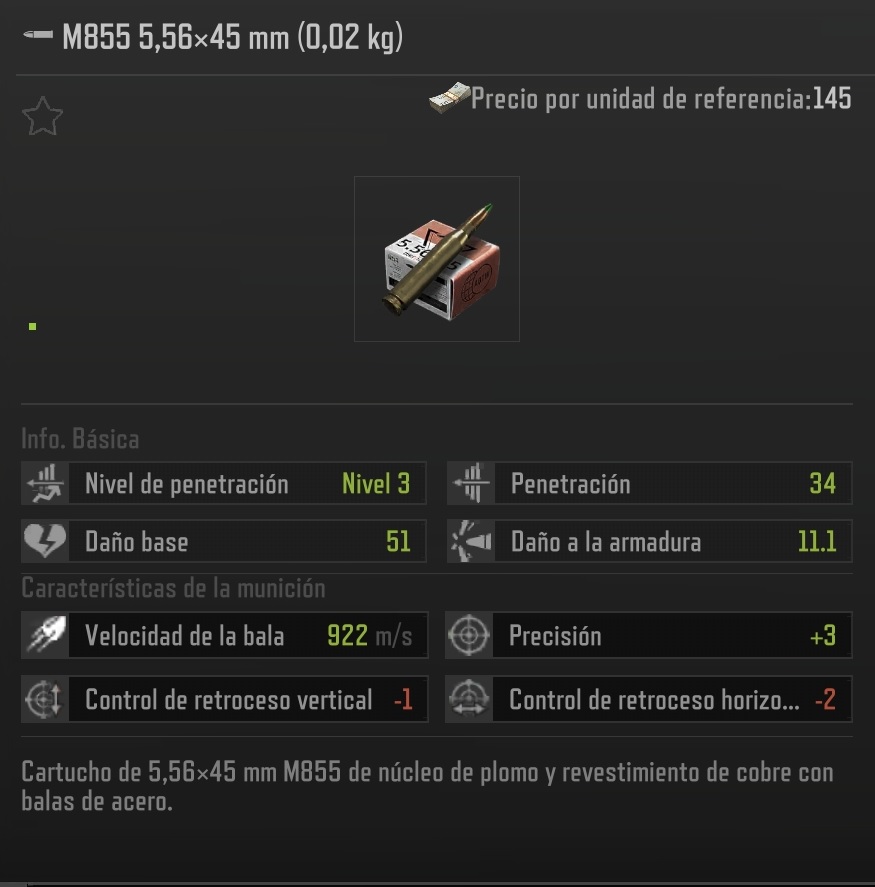 M855 5,56×45 mm (0,02 kg)
Precio por unidad de referencia:145
Info. Básica
Nivel de penetración Nivel 3
Penetración 34
Daño base 51
Daño a la armadura 11.1
Características de la munición
Velocidad de la bala 922 m/s
Precisión +3
Control de retroceso vertical -1
Control de retroceso horizo... -2
Cartucho de 5,56×45 mm M855 de núcleo de plomo y revestimiento de cobre con
balas de acero.